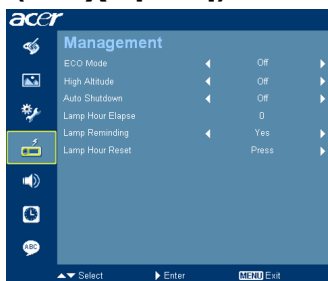 acer
Management
ECO Mode Off
High Altitude Off
Auto Shutdown Off
Lamp Hour Elapse 0
Lamp Reminding Yes
Lamp Hour Reset Press
ABC
Select Enter MENU Exit